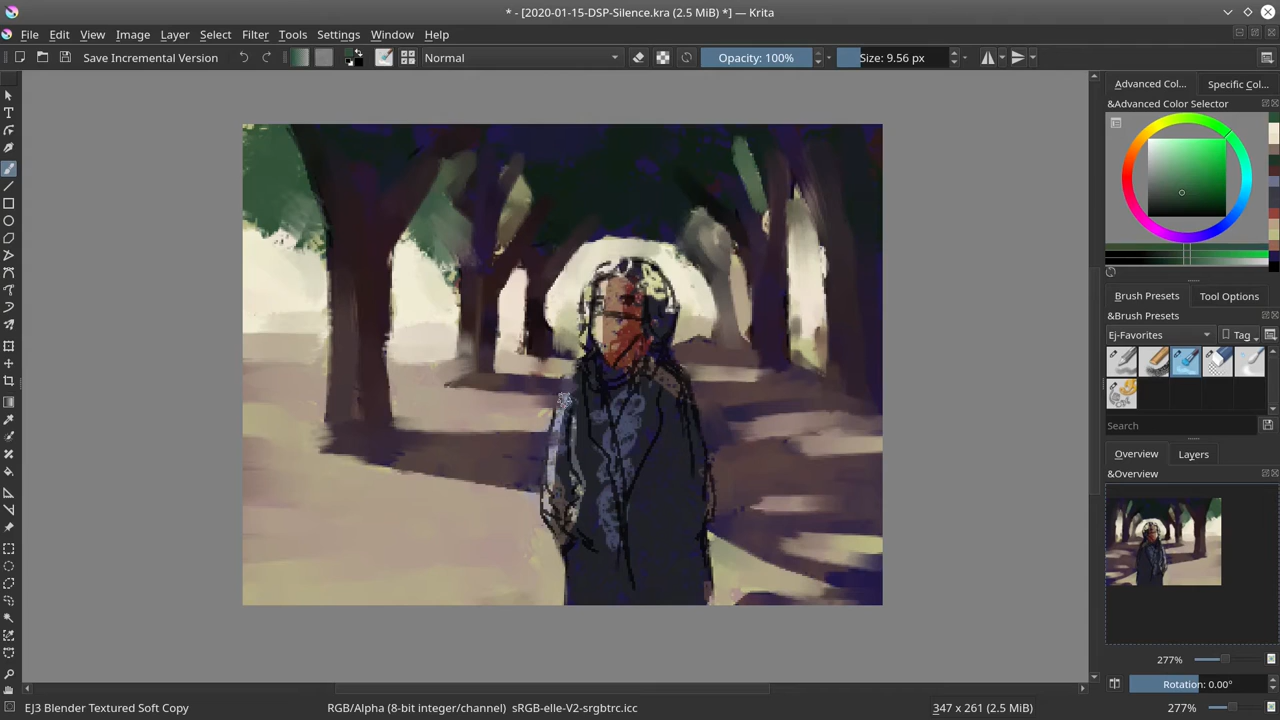 * - [2020-01-15-DSP-Silence.kra (2.5 MiB) *] — Krita
File Edit View Image Layer Select Filter Tools Settings Window Help
Save Incremental Version Normal Opacity: 100% Size: 9.56 px
Advanced Col... Specific Col...
&Advanced Color Selector
Brush Presets Tool Options
&Brush Presets
Ej-Favorites Tag
Search
Overview Layers
&Overview
277%
Rotation: 0.00°
EJ3 Blender Textured Soft Copy RGB/Alpha (8-bit integer/channel) sRGB-elle-V2-srgbtrc.icc 347 x 261 (2.5 MiB) 277%